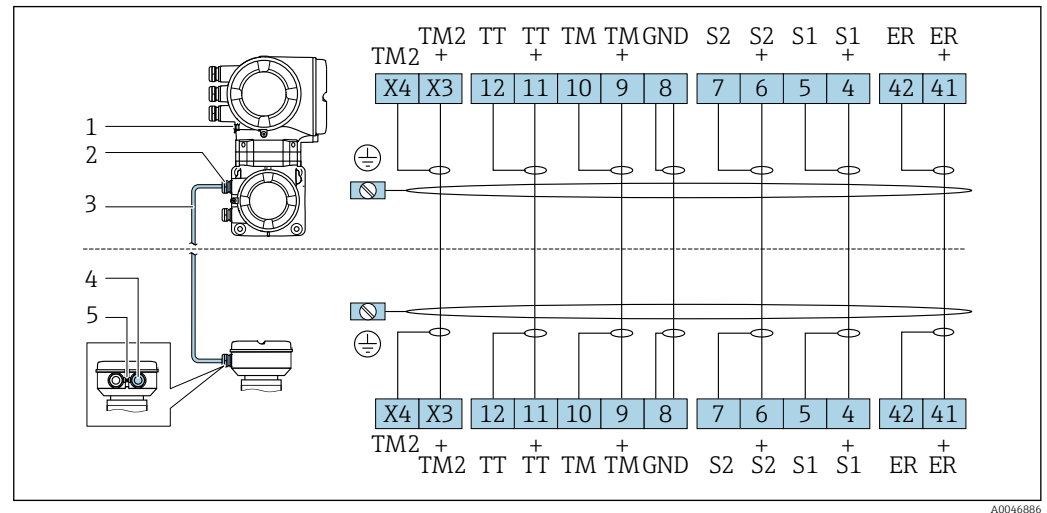 TM2 TT TT TM TM GND S2 S2 S1 S1 ER ER
TM2 + + + + + +
X4 X3 12 11 10 9 8 7 6 5 4 42 41
1
2
3
4
5
X4 X3 12 11 10 9 8 7 6 5 4 42 41
TM2 + + + + + +
TM2 TT TT TM TM GND S2 S2 S1 S1 ER ER
A0046886